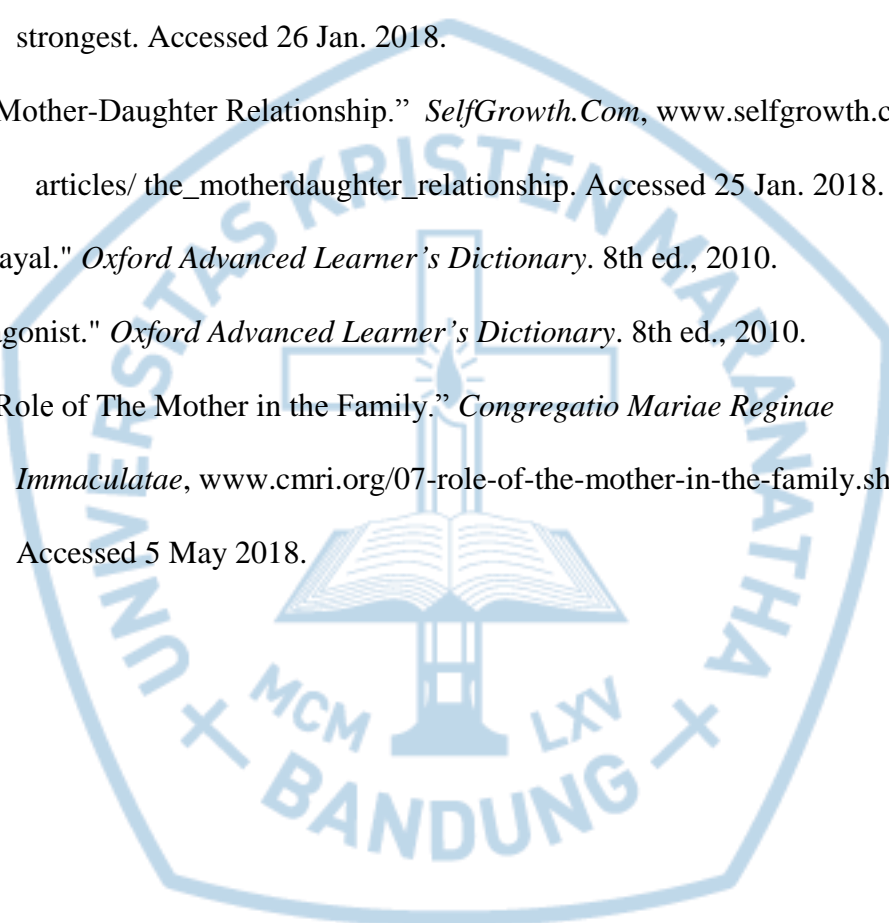 strongest. Accessed 26 Jan. 2018.
Mother-Daughter Relationship.” SelfGrowth.Com, www.selfgrowth.c
articles/ the_motherdaughter_relationship. Accessed 25 Jan. 2018.
ayal." Oxford Advanced Learner’s Dictionary. 8th ed., 2010.
agonist." Oxford Advanced Learner’s Dictionary. 8th ed., 2010.
Role of The Mother in the Family.” Congregatio Mariae Reginae
Immaculatae, www.cmri.org/07-role-of-the-mother-in-the-family.sh
Accessed 5 May 2018.
UNIVERSITAS KRISTEN MARANATHA
MCM LXV
BANDUNG